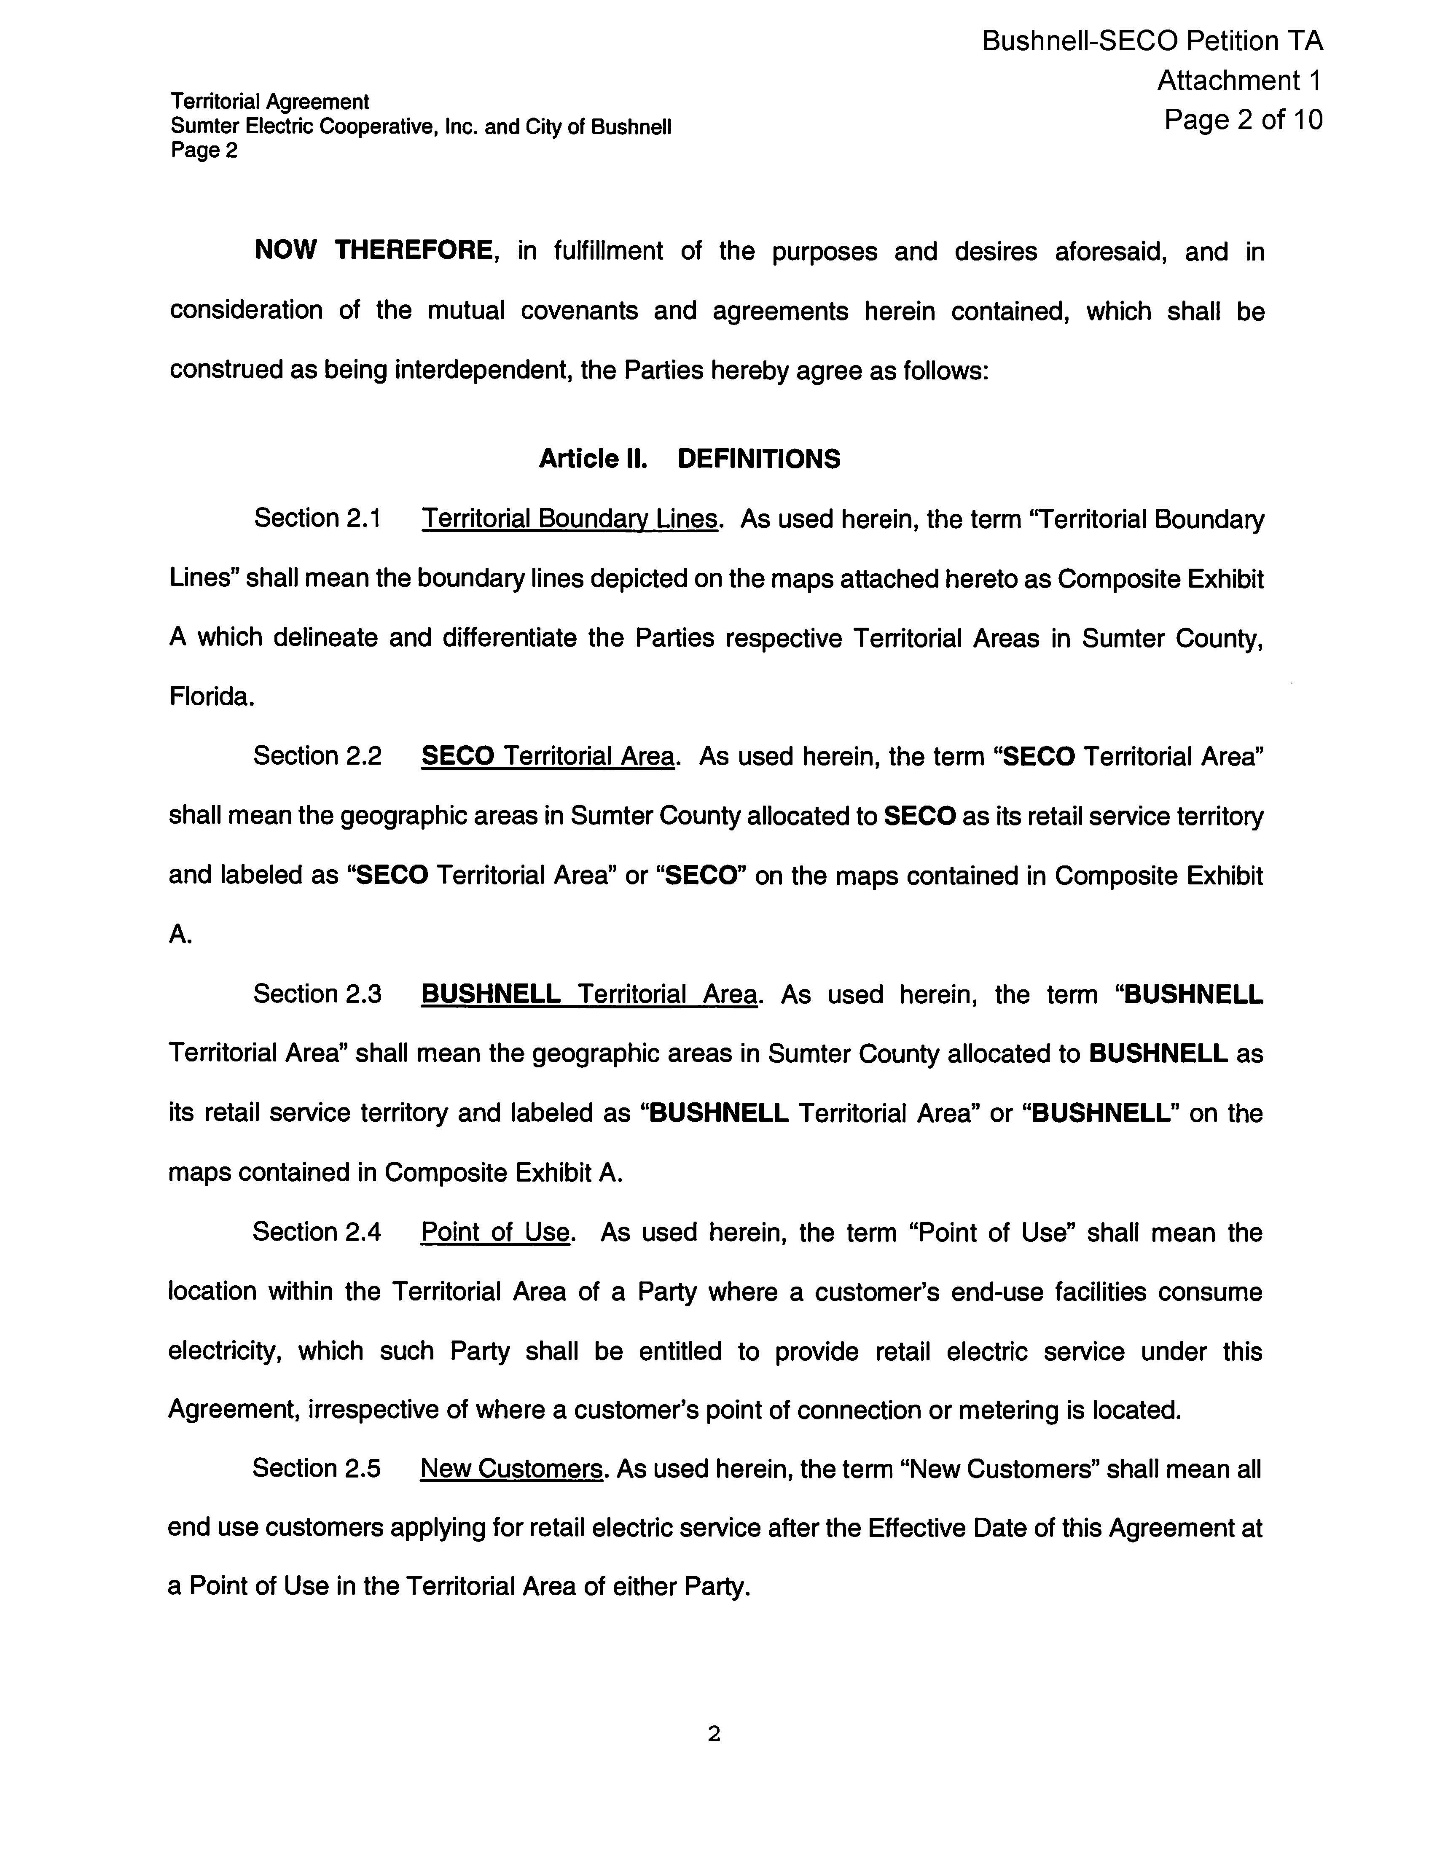 Bushnell-SECO Petition TA
Attachment 1
Page 2 of 10
Territorial Agreement
Sumter Electric Cooperative, Inc. and City of Bushnell
Page 2
NOW THEREFORE, in fulfillment of the purposes and desires aforesaid, and in
consideration of the mutual covenants and agreements herein contained, which shall be
construed as being interdependent, the Parties hereby agree as follows:
Article II. DEFINITIONS
Section 2.1 Territorial Boundary Lines. As used herein, the term “Territorial Boundary
Lines” shall mean the boundary lines depicted on the maps attached hereto as Composite Exhibit
A which delineate and differentiate the Parties respective Territorial Areas in Sumter County,
Florida.
Section 2.2 SECO Territorial Area. As used herein, the term “SECO Territorial Area”
shall mean the geographic areas in Sumter County allocated to SECO as its retail service territory
and labeled as “SECO Territorial Area” or “SECO” on the maps contained in Composite Exhibit
A.
Section 2.3 BUSHNELL Territorial Area. As used herein, the term “BUSHNELL
Territorial Area” shall mean the geographic areas in Sumter County allocated to BUSHNELL as
its retail service territory and labeled as “BUSHNELL Territorial Area” or “BUSHNELL” on the
maps contained in Composite Exhibit A.
Section 2.4 Point of Use. As used herein, the term “Point of Use” shall mean the
location within the Territorial Area of a Party where a customer’s end-use facilities consume
electricity, which such Party shall be entitled to provide retail electric service under this
Agreement, irrespective of where a customer’s point of connection or metering is located.
Section 2.5 New Customers. As used herein, the term “New Customers” shall mean all
end use customers applying for retail electric service after the Effective Date of this Agreement at
a Point of Use in the Territorial Area of either Party.
2